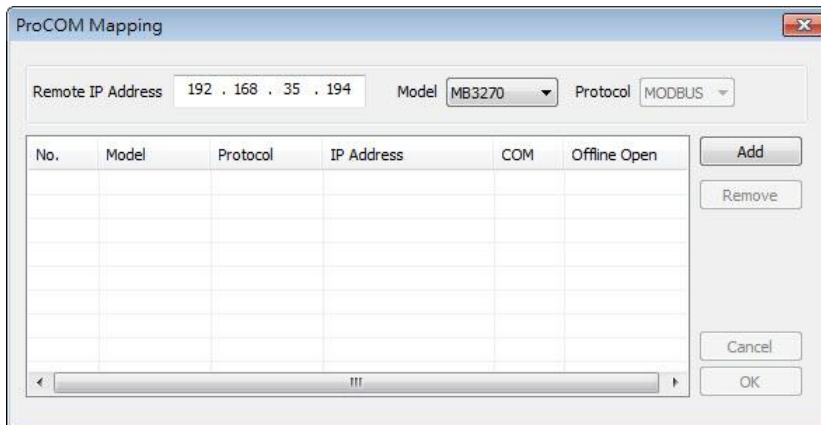 ProCOM Mapping
Remote IP Address 192 . 168 . 35 . 194 Model MB3270 Protocol MODBUS
No. Model Protocol IP Address COM Offline Open Add
Remove
Cancel
OK